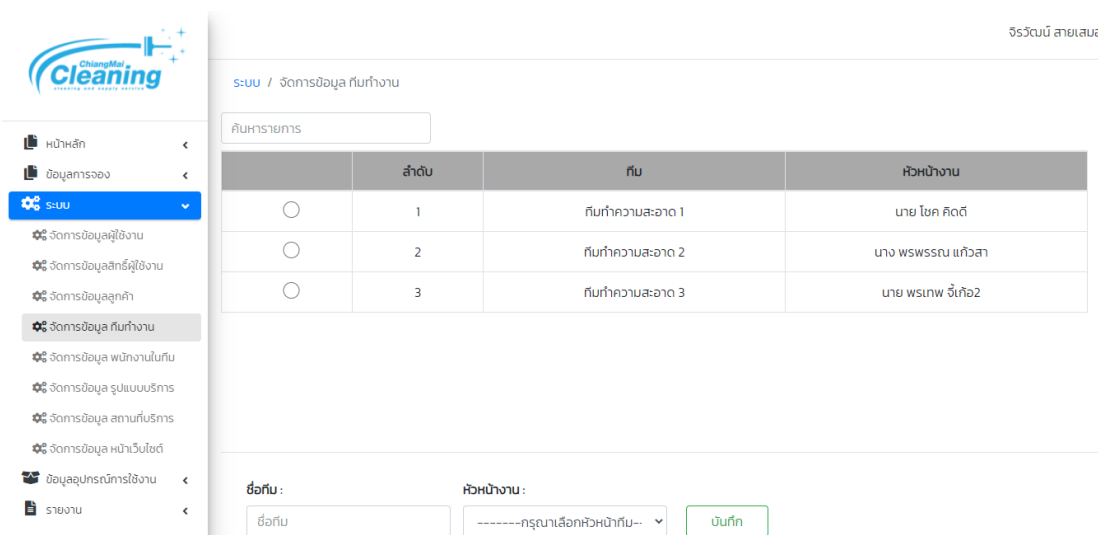 จิรวัฒน์ สายเสมอ
ChiangMai
Cleaning
cleaning and supply service
ระบบ / จัดการข้อมูล ทีมทำงาน
ค้นหารายการ
หน้าหลัก
ข้อมูลการจอง
ระบบ
จัดการข้อมูลผู้ใช้งาน
จัดการข้อมูลสิทธิ์ผู้ใช้งาน
จัดการข้อมูลลูกค้า
จัดการข้อมูล ทีมทำงาน
จัดการข้อมูล พนักงานในทีม
จัดการข้อมูล รูปแบบบริการ
จัดการข้อมูล สถานที่บริการ
จัดการข้อมูล หน้าเว็บไซต์
ข้อมูลอุปกรณ์การใช้งาน
รายงาน
ลำดับ ทีม หัวหน้างาน
1 ทีมทำความสะอาด 1 นาย โชค คิดดี
2 ทีมทำความสะอาด 2 นาง พรพรรณ แก้วสา
3 ทีมทำความสะอาด 3 นาย พรเทพ จี้เก้อ2
ชื่อทีม : หัวหน้างาน :
ชื่อทีม -------กรุณาเลือกหัวหน้าทีม-- บันทึก